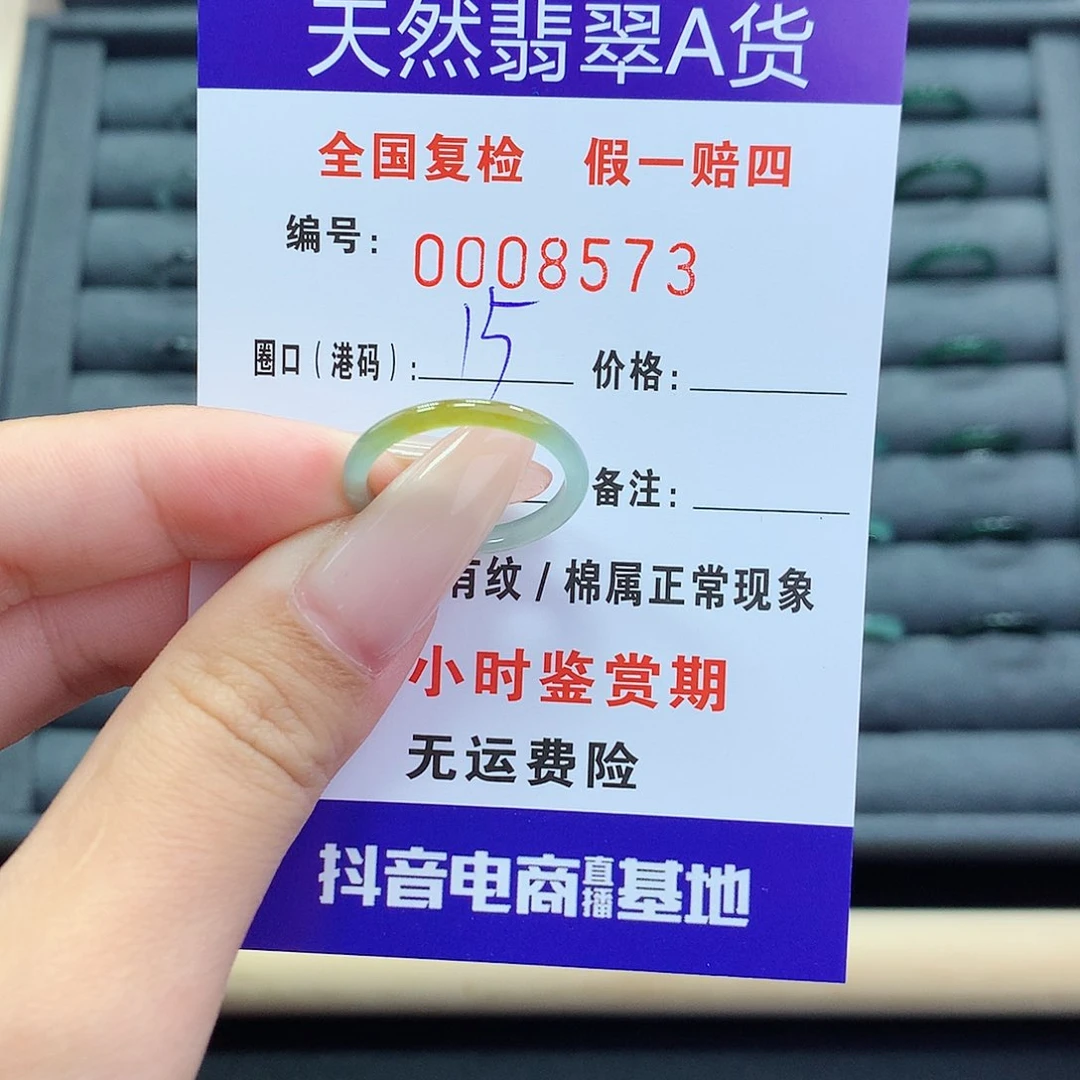 天然翡翠A货
全国复检 假一赔四
编号: 0008573
圈口(港码): 15 价格:
备注:
有纹/棉属正常现象
小时鉴赏期
无运费险
抖音电商直播基地